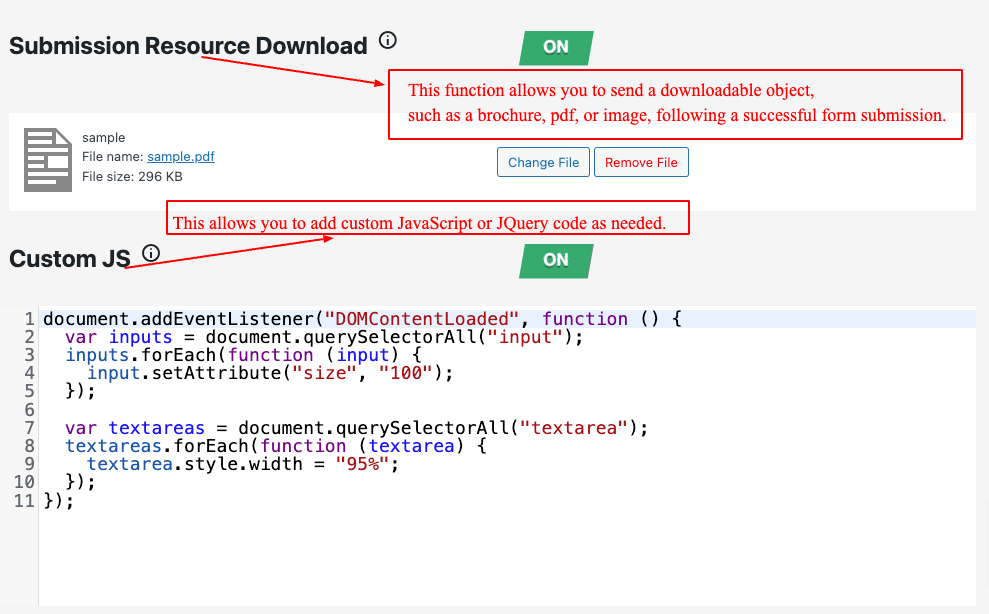 Submission Resource Download
ON
This function allows you to send a downloadable object,
such as a brochure, pdf, or image, following a successful form submission.
sample
File name: sample.pdf
File size: 296 KB
Change File
Remove File
This allows you to add custom JavaScript or JQuery code as needed.
Custom JS
ON
1 document.addEventListener("DOMContentLoaded", function () {
2   var inputs = document.querySelectorAll("input");
3   inputs.forEach(function (input) {
4     input.setAttribute("size", "100");
5   });
6
7   var textareas = document.querySelectorAll("textarea");
8   textareas.forEach(function (textarea) {
9     textarea.style.width = "95%";
10   });
11 });